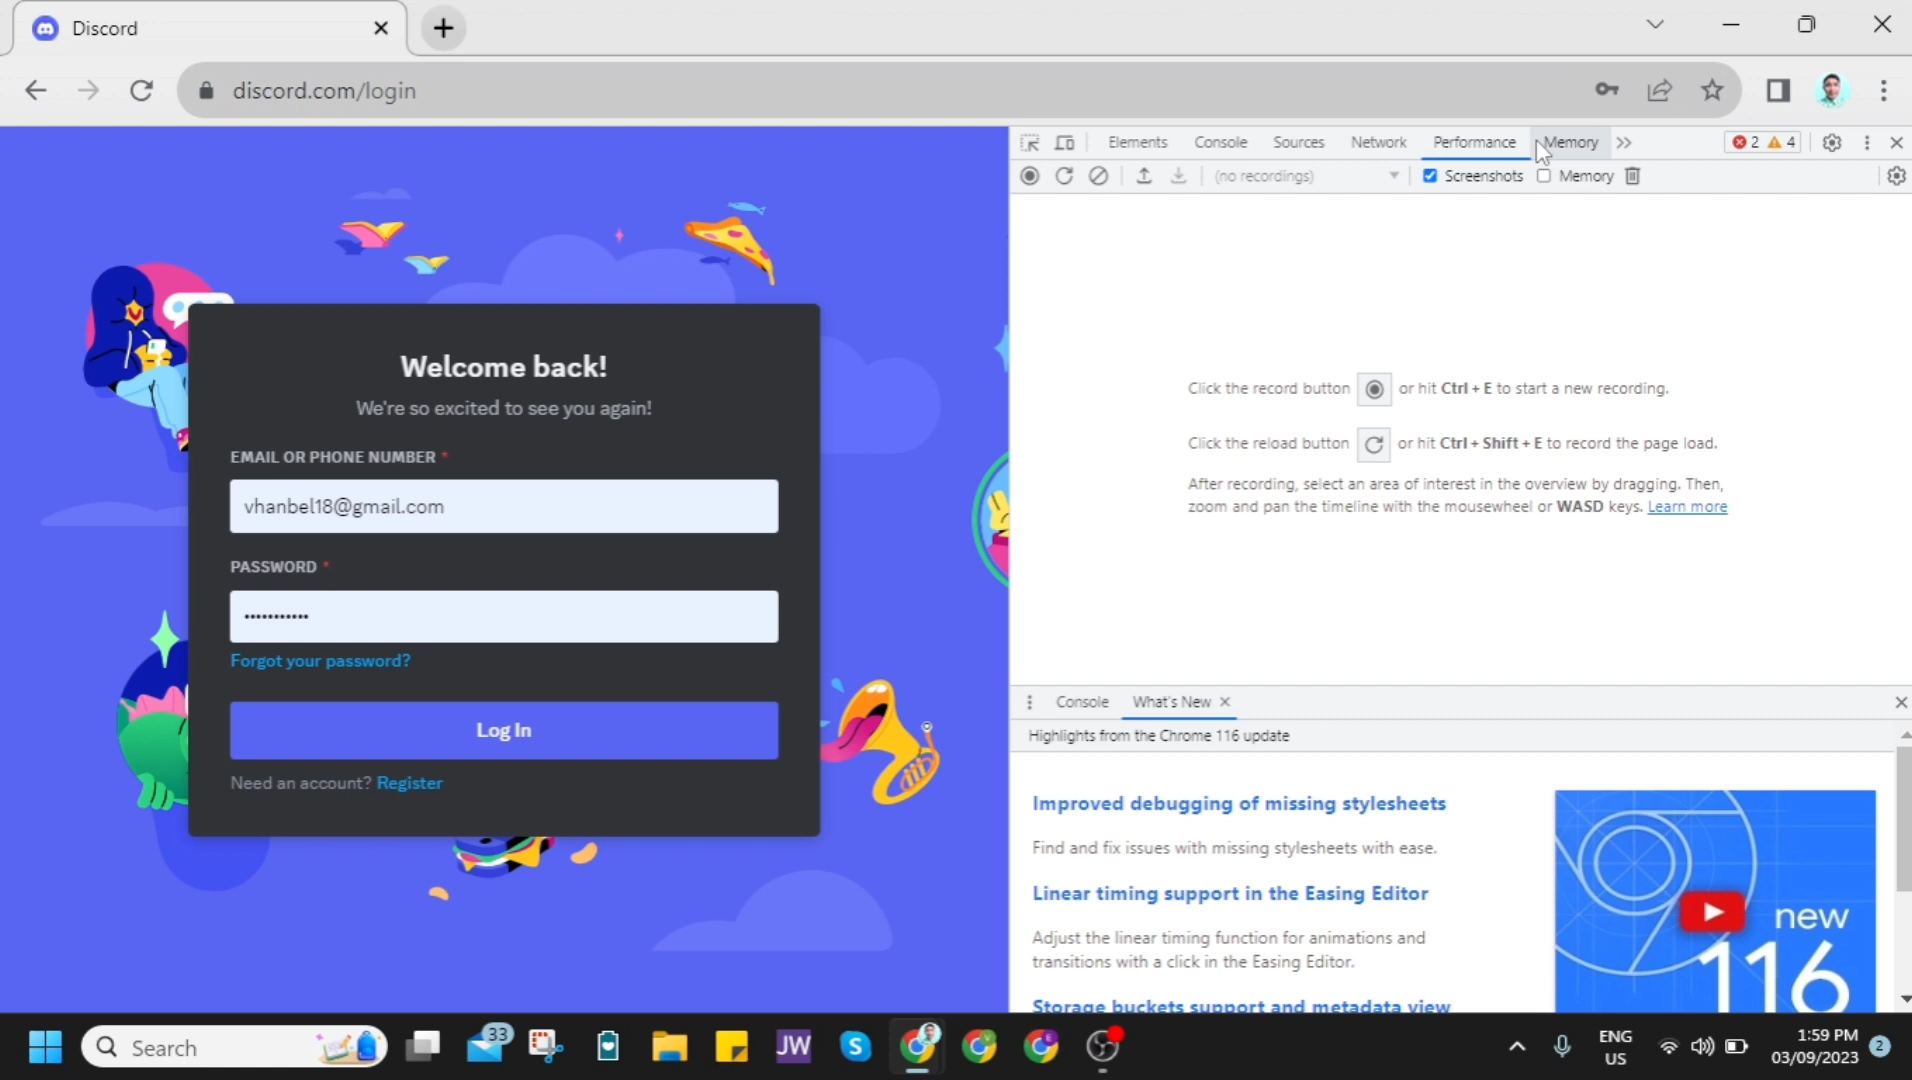 Discord
discord.com/login
Elements Console Sources Network Performance Memory 2 4
(no recordings) Screenshots Memory
Welcome back!
We're so excited to see you again!
EMAIL OR PHONE NUMBER *
vhanbel18@gmail.com
PASSWORD *
•••••••••••
Forgot your password?
Log In
Need an account? Register
Click the record button or hit Ctrl + E to start a new recording.
Click the reload button or hit Ctrl + Shift + E to record the page load.
After recording, select an area of interest in the overview by dragging. Then,
zoom and pan the timeline with the mousewheel or WASD keys. Learn more
Console What's New
Highlights from the Chrome 116 update
Improved debugging of missing stylesheets
Find and fix issues with missing stylesheets with ease.
Linear timing support in the Easing Editor
Adjust the linear timing function for animations and
transitions with a click in the Easing Editor.
Storage buckets support and metadata view
new
116
Search
33
JW
S
V
E
ENG
US
1:59 PM
03/09/2023
2